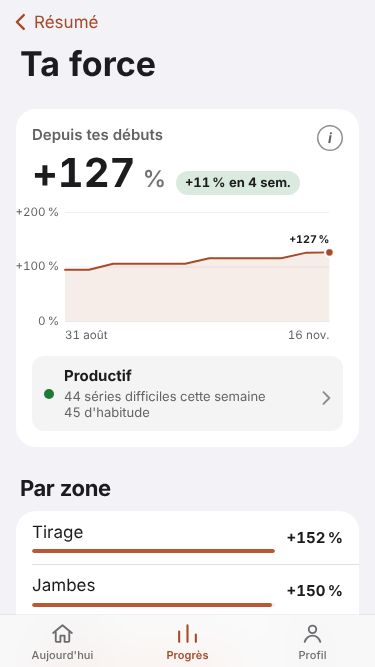 Résumé
Ta force
Depuis tes débuts
i
+127 %
+11 % en 4 sem.
+200 %
+127 %
+100 %
0 %
31 août
16 nov.
Productif
44 séries difficiles cette semaine
45 d'habitude
Par zone
Tirage
+152 %
Jambes
+150 %
Aujourd'hui
Progrès
Profil